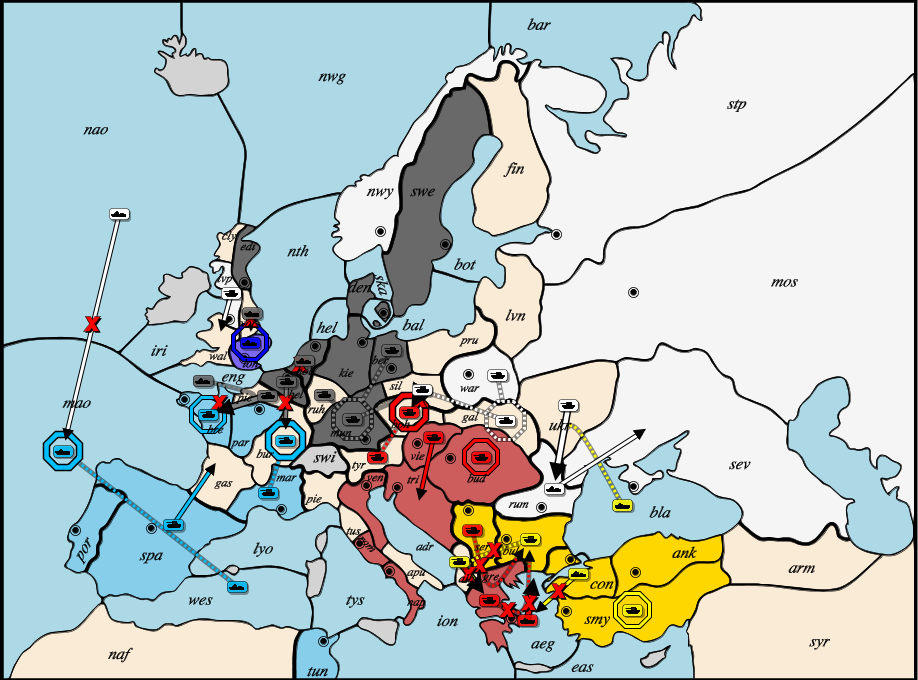 bar
nwg
stp
nao
fin
nwy
swe
cly
edi
nth
bot
mos
lvp
den
ska
lvn
hel
bal
iri
wal
lon
pru
kie
ber
eng
sil
war
mao
pic
bel
ruh
bre
mun
gal
ukr
par
bur
swi
tyr
vie
bud
sev
gas
mar
ven
tri
rum
bla
pie
por
spa
lyo
tus
rom
adr
ser
bul
ank
arm
apu
alb
gre
con
wes
tys
nap
ion
smy
aeg
syr
naf
tun
eas